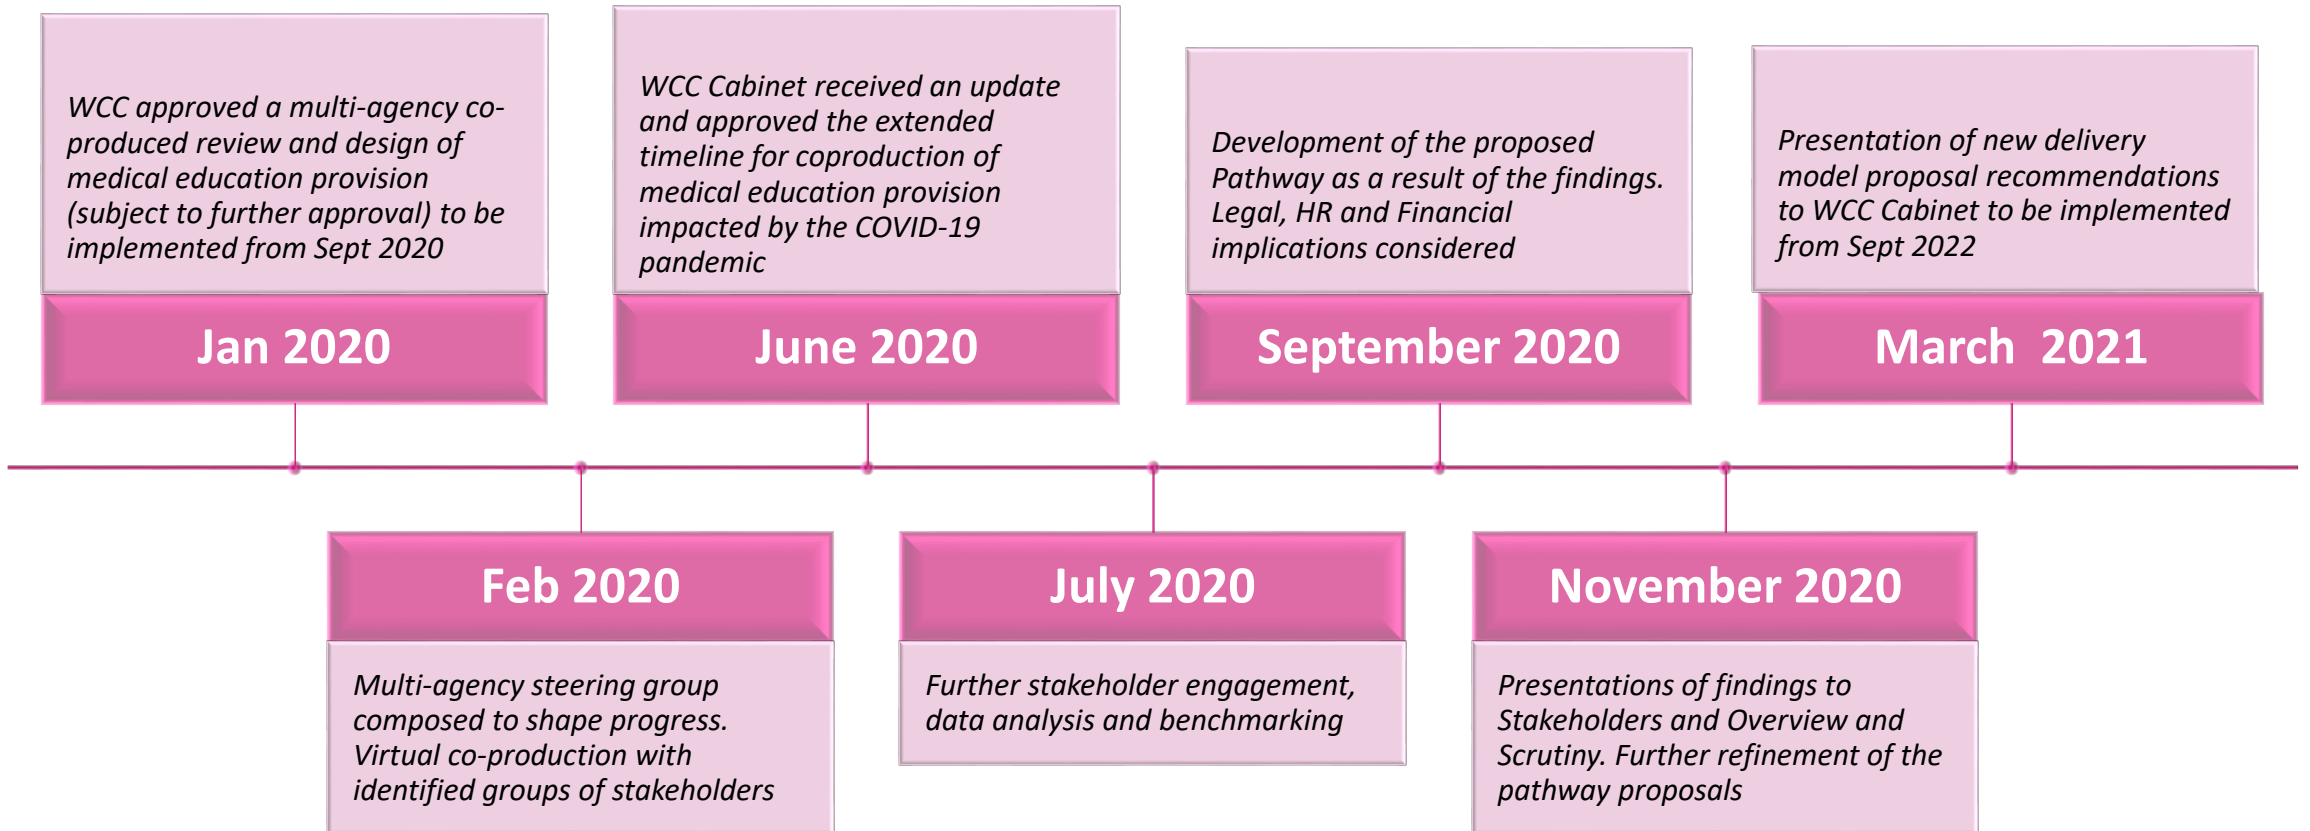 WCC approved a multi-agency co-
produced review and design of
medical education provision
(subject to further approval) to be
implemented from Sept 2020
Jan 2020
Multi-agency steering group
composed to shape progress.
Virtual co-production with
identified groups of stakeholders
Feb 2020
WCC Cabinet received an update
and approved the extended
timeline for coproduction of
medical education provision
impacted by the COVID-19
pandemic
June 2020
July 2020
Further stakeholder engagement,
data analysis and benchmarking
Development of the proposed
Pathway as a result of the findings.
Legal, HR and Financial
implications considered
September 2020
November 2020
Presentations of findings to
Stakeholders and Overview and
Scrutiny. Further refinement of the
pathway proposals
Presentation of new delivery
model proposal recommendations
to WCC Cabinet to be implemented
from Sept 2022
March  2021